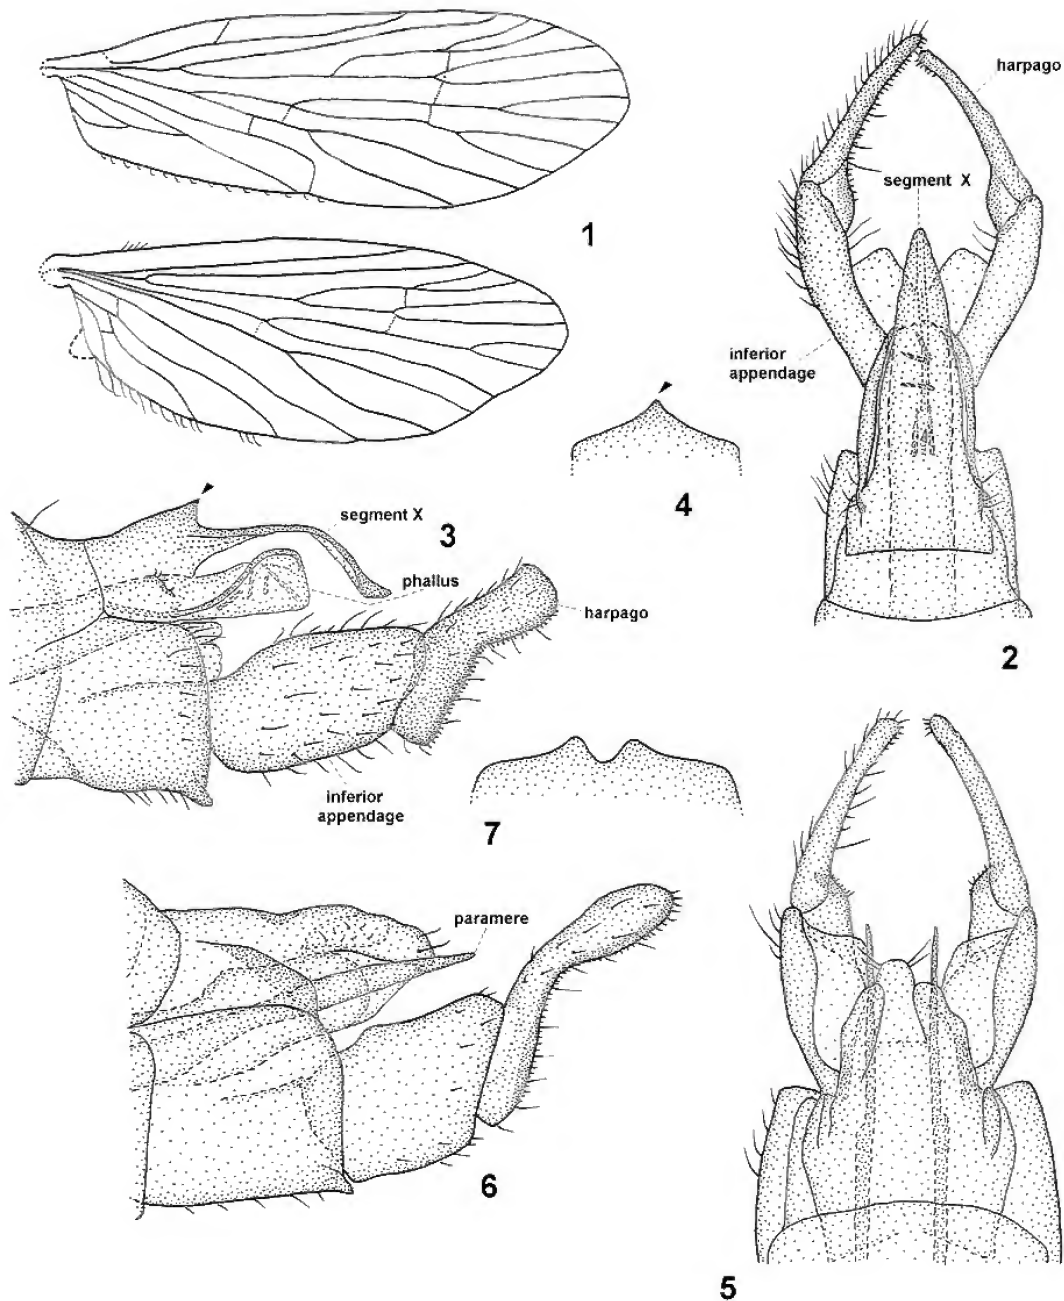 harpago
segment X
1
inferior
appendage
4
segment X
3
phallus
harpago
2
inferior
appendage
7
paramere
6
5